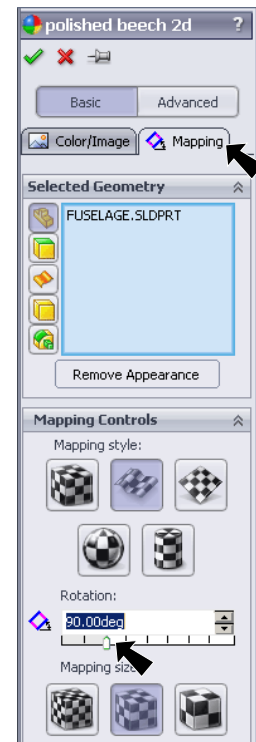 polished beech 2d ?
Basic Advanced
Color/Image Mapping
Selected Geometry
FUSELAGE.SLDPRT
Remove Appearance
Mapping Controls
Mapping style:
Rotation:
90.00deg
Mapping size: